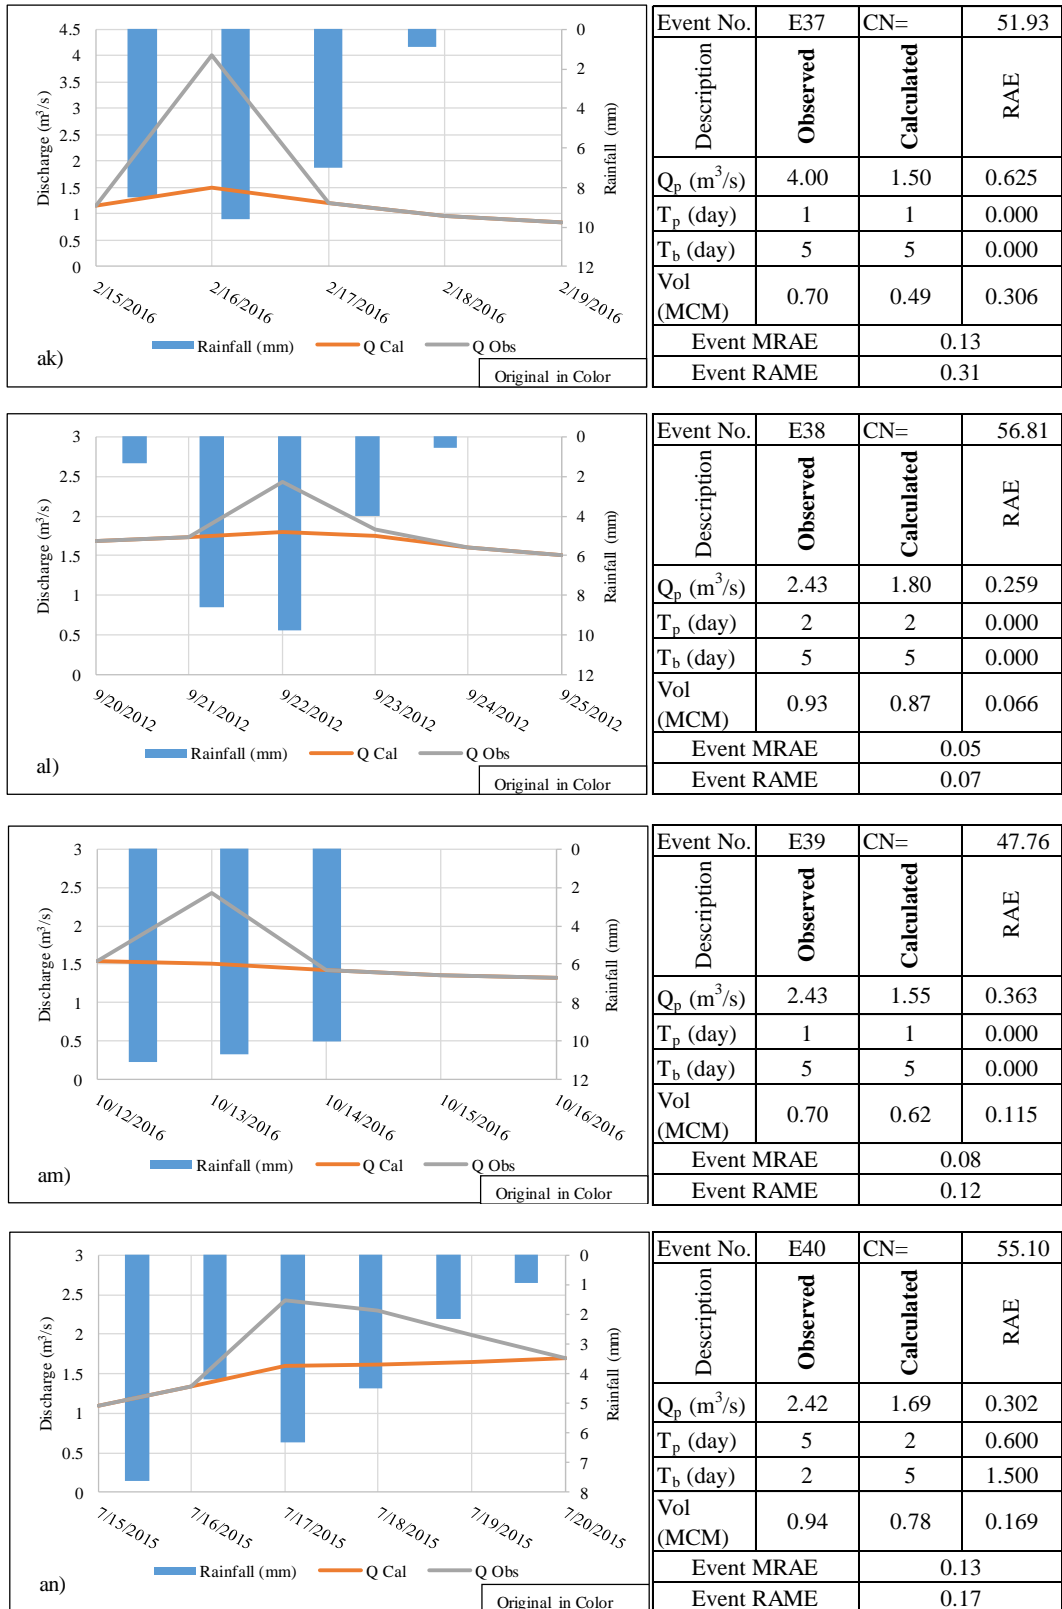 4.5
4
3.5
3
2.5
2
1.5
1
0.5
0
Discharge (m³/s)
0
2
4
6
8
10
12
Rainfall (mm)
2/15/2016 2/16/2016 2/17/2016 2/18/2016 2/19/2016
Rainfall (mm) Q Cal Q Obs
ak)
Original in Color
Event No. E37 CN= 51.93
Description Observed Calculated RAE
Qp (m³/s) 4.00 1.50 0.625
Tp (day) 1 1 0.000
Tb (day) 5 5 0.000
Vol
(MCM) 0.70 0.49 0.306
Event MRAE 0.13
Event RAME 0.31
3
2.5
2
1.5
1
0.5
0
Discharge (m³/s)
0
2
4
6
8
10
12
Rainfall (mm)
9/20/2012 9/21/2012 9/22/2012 9/23/2012 9/24/2012 9/25/2012
Rainfall (mm) Q Cal Q Obs
al)
Original in Color
Event No. E38 CN= 56.81
Description Observed Calculated RAE
Qp (m³/s) 2.43 1.80 0.259
Tp (day) 2 2 0.000
Tb (day) 5 5 0.000
Vol
(MCM) 0.93 0.87 0.066
Event MRAE 0.05
Event RAME 0.07
3
2.5
2
1.5
1
0.5
0
Discharge (m³/s)
0
2
4
6
8
10
12
Rainfall (mm)
10/12/2016 10/13/2016 10/14/2016 10/15/2016 10/16/2016
Rainfall (mm) Q Cal Q Obs
am)
Original in Color
Event No. E39 CN= 47.76
Description Observed Calculated RAE
Qp (m³/s) 2.43 1.55 0.363
Tp (day) 1 1 0.000
Tb (day) 5 5 0.000
Vol
(MCM) 0.70 0.62 0.115
Event MRAE 0.08
Event RAME 0.12
3
2.5
2
1.5
1
0.5
0
Discharge (m³/s)
0
1
2
3
4
5
6
7
8
Rainfall (mm)
7/15/2015 7/16/2015 7/17/2015 7/18/2015 7/19/2015 7/20/2015
Rainfall (mm) Q Cal Q Obs
an)
Original in Color
Event No. E40 CN= 55.10
Description Observed Calculated RAE
Qp (m³/s) 2.42 1.69 0.302
Tp (day) 5 2 0.600
Tb (day) 2 5 1.500
Vol
(MCM) 0.94 0.78 0.169
Event MRAE 0.13
Event RAME 0.17